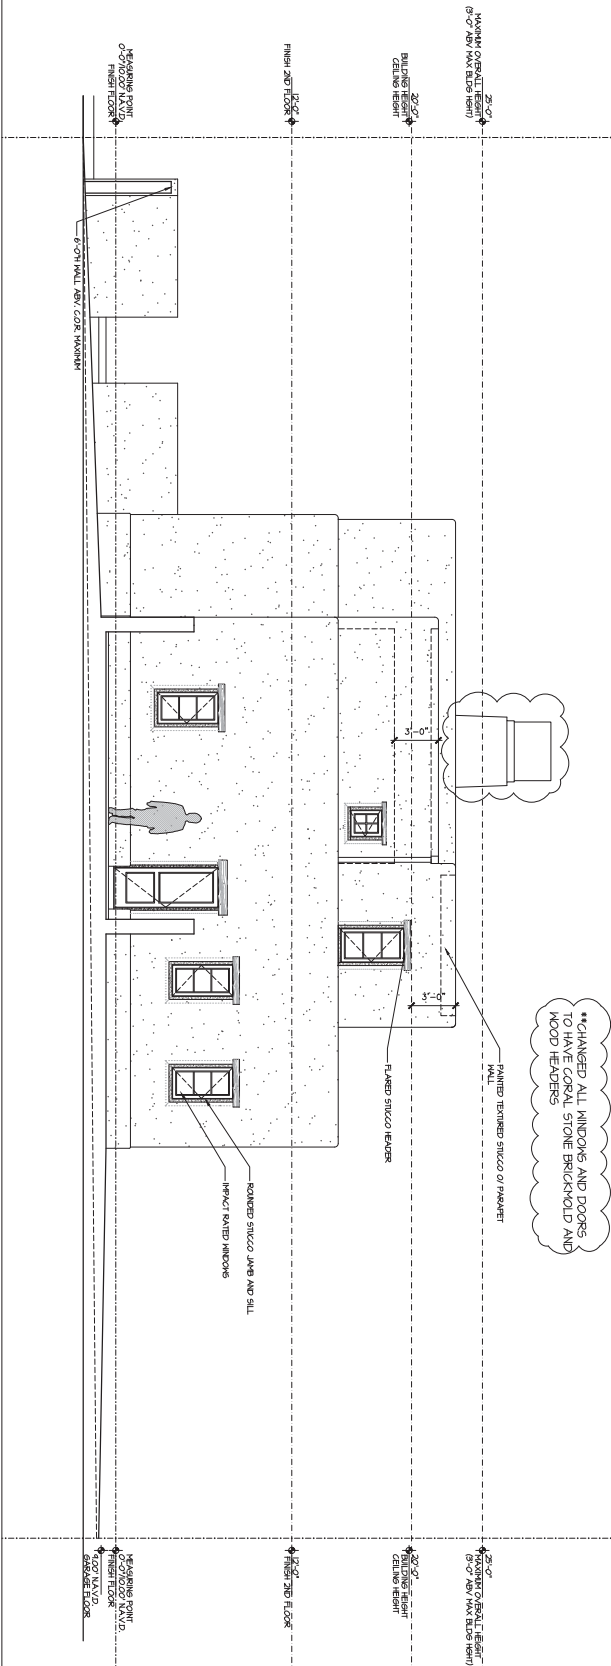 25'-0"
MAXIMUM OVERALL HEIGHT
(3'-0" ABV MAX BLDG HGHT)
20'-0"
BUILDING HEIGHT
CEILING HEIGHT
12'-0"
FINISH 2ND FLOOR
MEASURING POINT
0'-0"/10.00' N.A.V.D.
FINISH FLOOR
6'-0"H WALL ABV. C.O.R. MAXIMUM
3'-0"
3'-0"
**CHANGED ALL WINDOWS AND DOORS
TO HAVE CORAL STONE BRICKMOLD AND
WOOD HEADERS
PAINTED TEXTURED STUCCO O/ PARAPET
WALL
FLARED STUCCO HEADER
ROUNDED STUCCO JAMB AND SILL
IMPACT RATED WINDOWS
25'-0"
MAXIMUM OVERALL HEIGHT
(3'-0" ABV MAX BLDG HGHT)
20'-0"
BUILDING HEIGHT
CEILING HEIGHT
12'-0"
FINISH 2ND FLOOR
MEASURING POINT
0'-0"/10.00' N.A.V.D.
FINISH FLOOR
9.00' N.A.V.D.
GARAGE FLOOR